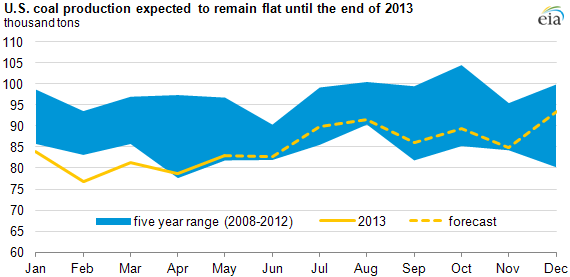 U.S. coal production expected to remain flat until the end of 2013
thousand tons
eia
110
105
100
95
90
85
80
75
70
65
60
five year range (2008-2012)
2013
forecast
Jan Feb Mar Apr May Jun Jul Aug Sep Oct Nov Dec